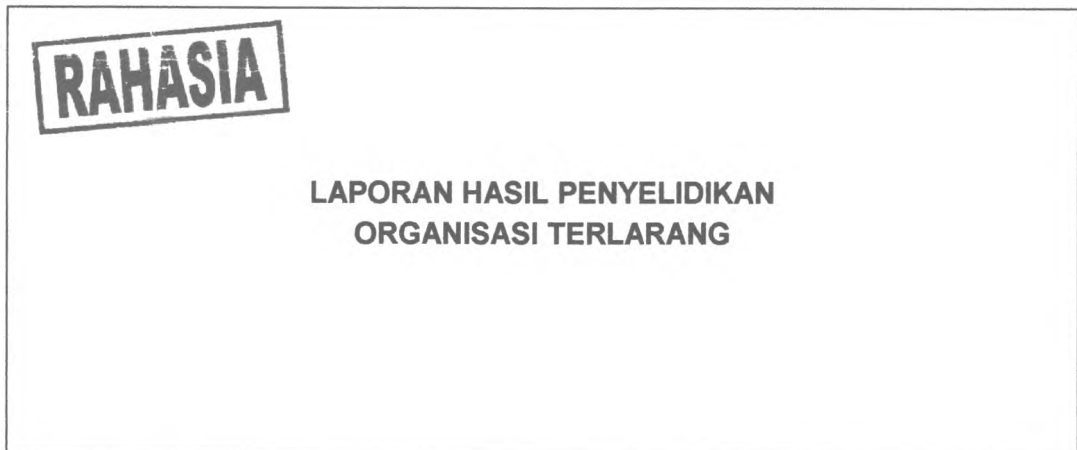 RAHASIA
LAPORAN HASIL PENYELIDIKAN
ORGANISASI TERLARANG